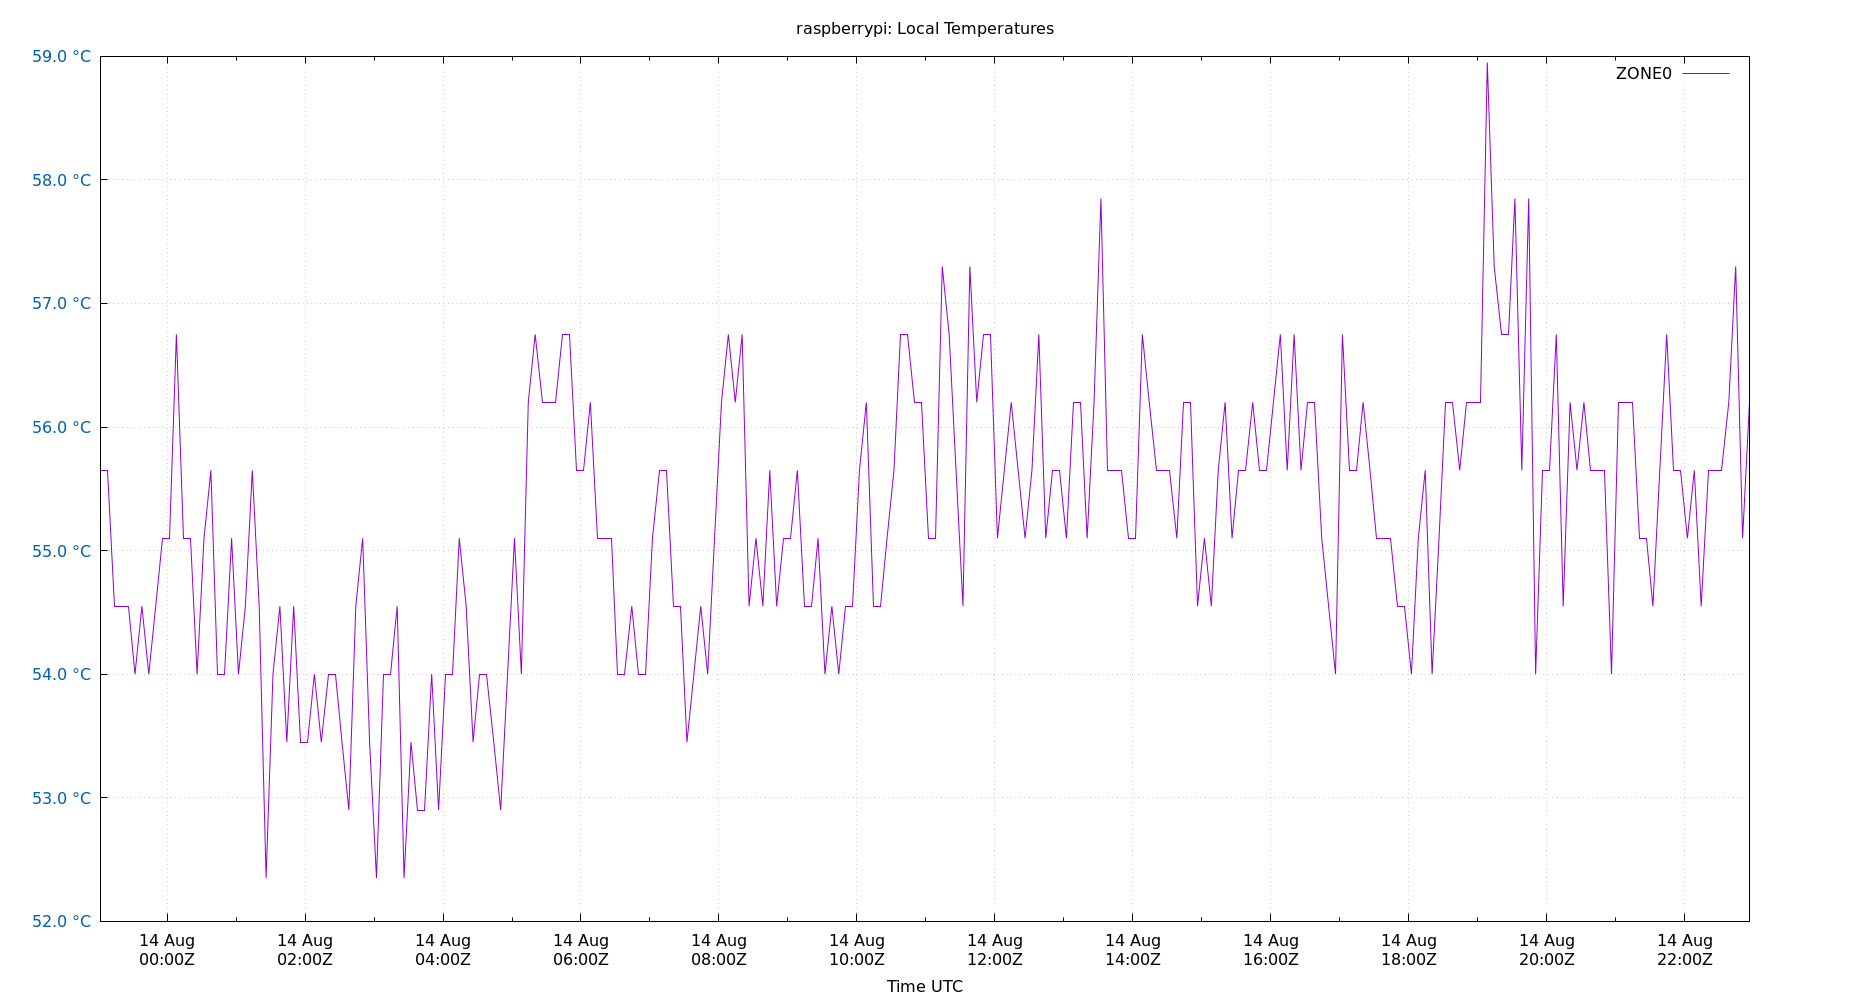 raspberrypi: Local Temperatures
59.0 °C
ZONE0
58.0 °C
57.0 °C
56.0 °C
55.0 °C
54.0 °C
53.0 °C
52.0 °C
14 Aug 14 Aug 14 Aug 14 Aug 14 Aug 14 Aug 14 Aug 14 Aug 14 Aug 14 Aug 14 Aug 14 Aug
00:00Z 02:00Z 04:00Z 06:00Z 08:00Z 10:00Z 12:00Z 14:00Z 16:00Z 18:00Z 20:00Z 22:00Z
Time UTC